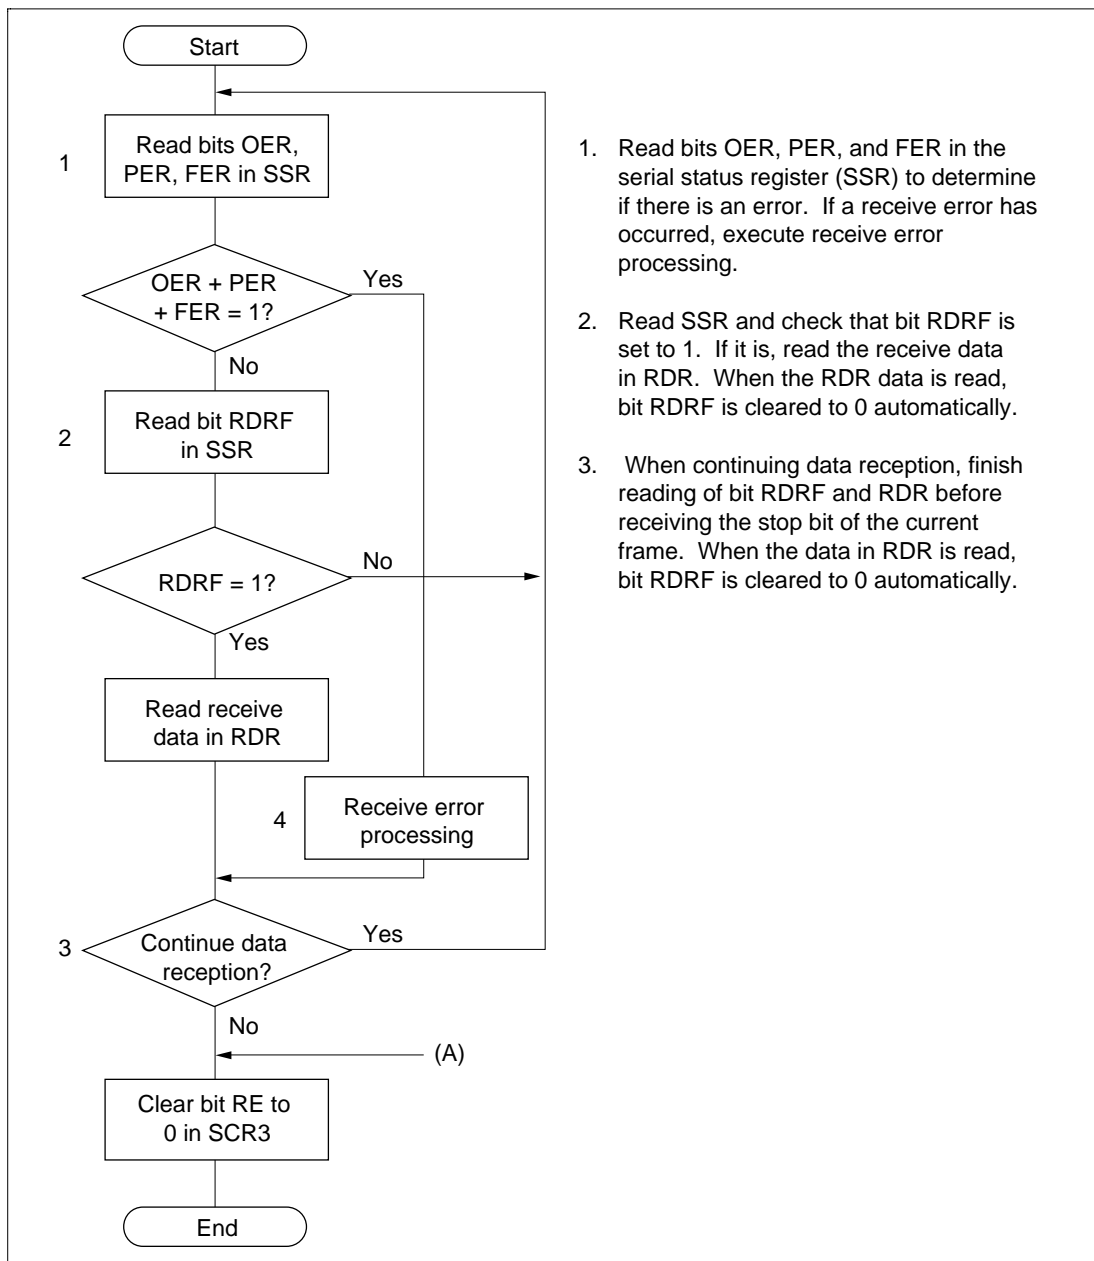 Start
1
Read bits OER,
PER, FER in SSR
OER + PER
+ FER = 1?
Yes
No
2
Read bit RDRF
in SSR
RDRF = 1?
No
Yes
Read receive
data in RDR
4
Receive error
processing
3
Continue data
reception?
Yes
No
(A)
Clear bit RE to
0 in SCR3
End
1. Read bits OER, PER, and FER in the
serial status register (SSR) to determine
if there is an error. If a receive error has
occurred, execute receive error
processing.
2. Read SSR and check that bit RDRF is
set to 1. If it is, read the receive data
in RDR. When the RDR data is read,
bit RDRF is cleared to 0 automatically.
3. When continuing data reception, finish
reading of bit RDRF and RDR before
receiving the stop bit of the current
frame. When the data in RDR is read,
bit RDRF is cleared to 0 automatically.